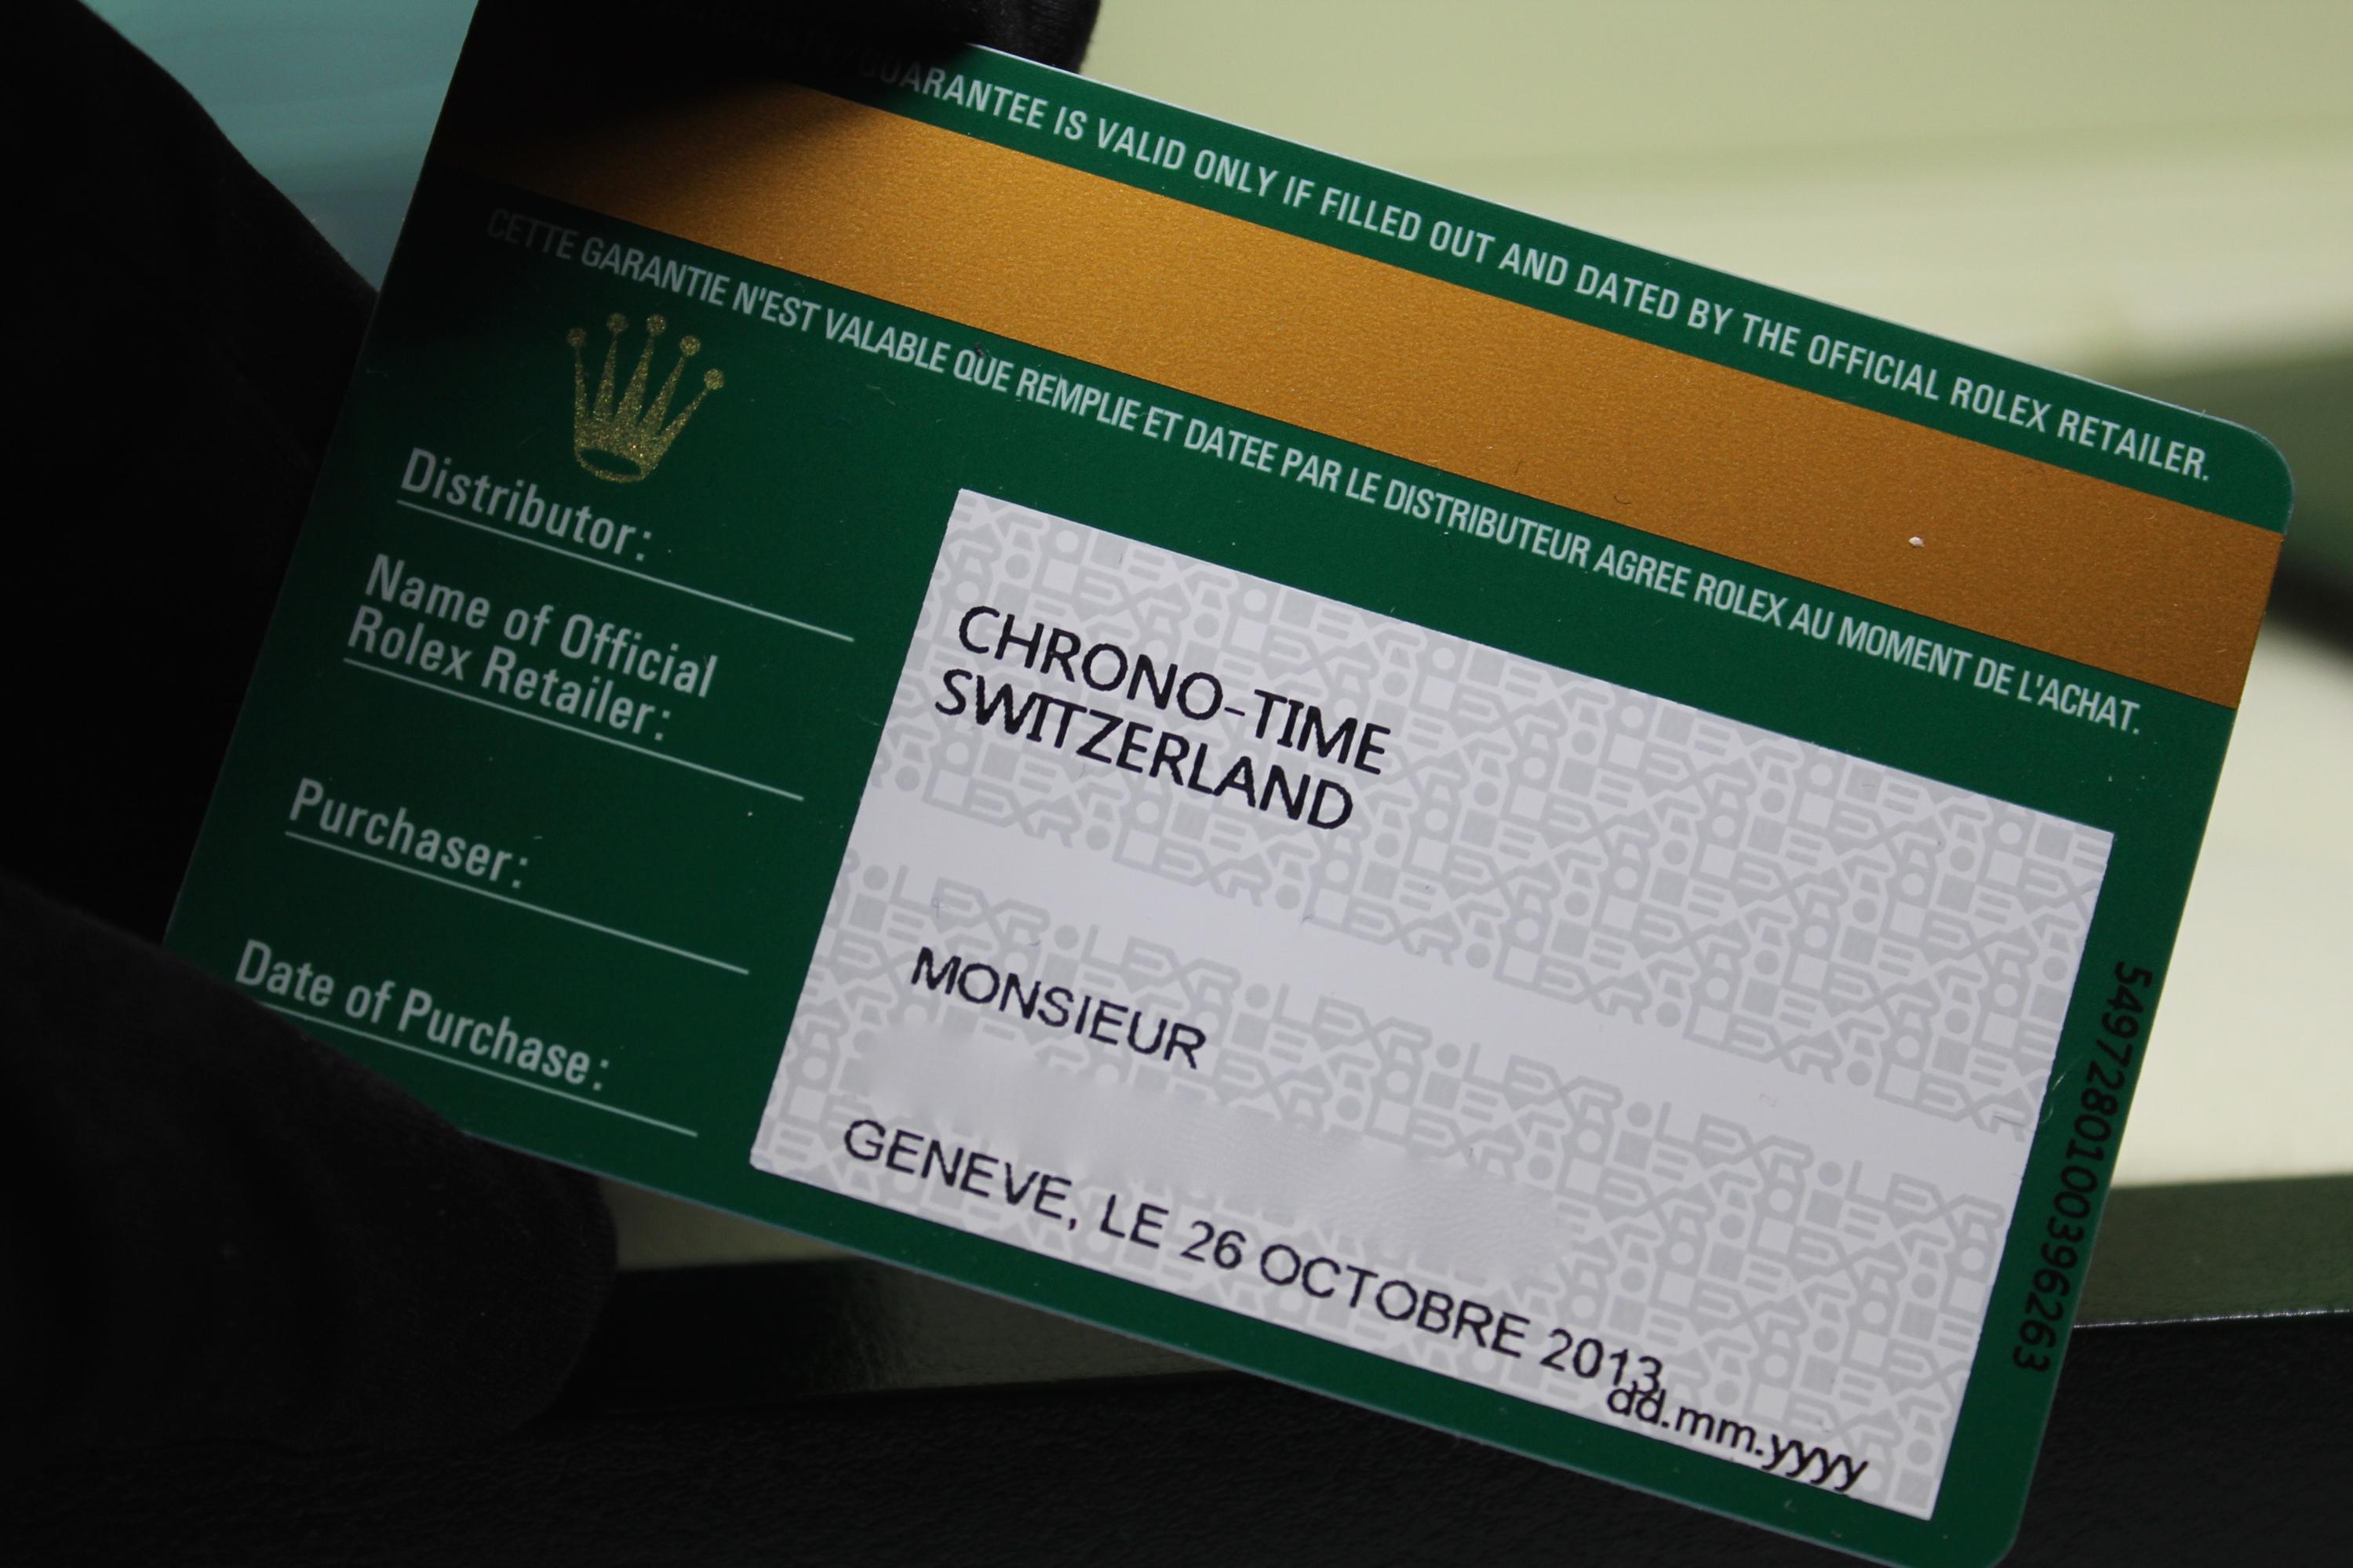 GUARANTEE IS VALID ONLY IF FILLED OUT AND DATED BY THE OFFICIAL ROLEX RETAILER.
CETTE GARANTIE N'EST VALABLE QUE REMPLIE ET DATEE PAR LE DISTRIBUTEUR AGREE ROLEX AU MOMENT DE L'ACHAT.
Distributor:
Name of Official
Rolex Retailer:
Purchaser:
Date of Purchase:
CHRONO-TIME
SWITZERLAND
MONSIEUR
GENEVE, LE 26 OCTOBRE 2013
dd.mm.yyyy
5497280100396263